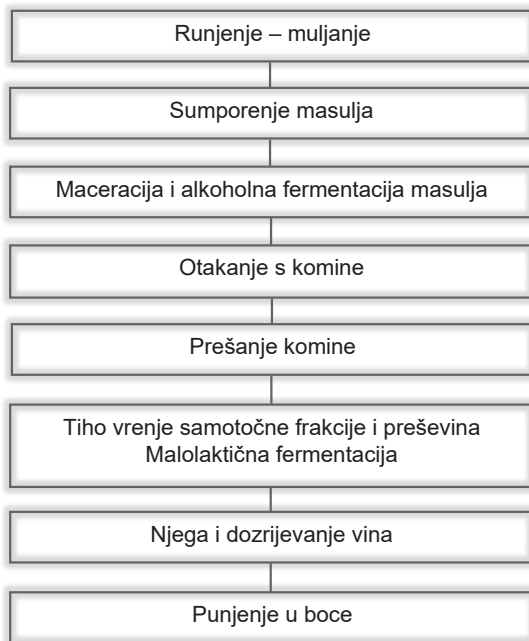 Runjenje – muljanje
Sumporenje masulja
Maceracija i alkoholna fermentacija masulja
Otakanje s komine
Prešanje komine
Tiho vrenje samotočne frakcije i preševina
Malolaktična fermentacija
Njega i dozrijevanje vina
Punjenje u boce